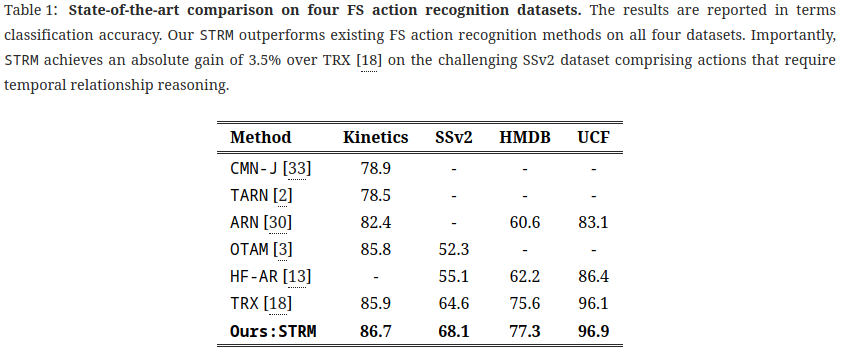 Table 1: State-of-the-art comparison on four FS action recognition datasets. The results are reported in terms
classification accuracy. Our STRM outperforms existing FS action recognition methods on all four datasets. Importantly,
STRM achieves an absolute gain of 3.5% over TRX [18] on the challenging SSv2 dataset comprising actions that require
temporal relationship reasoning.
Method Kinetics SSv2 HMDB UCF
CMN-J [33] 78.9 - - -
TARN [2] 78.5 - - -
ARN [30] 82.4 - 60.6 83.1
OTAM [3] 85.8 52.3 - -
HF-AR [13] - 55.1 62.2 86.4
TRX [18] 85.9 64.6 75.6 96.1
Ours:STRM 86.7 68.1 77.3 96.9